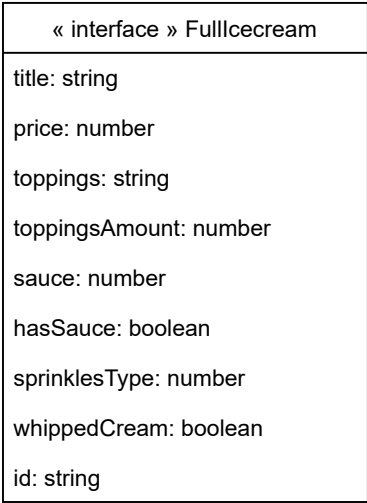 « interface » FullIcecream
title: string
price: number
toppings: string
toppingsAmount: number
sauce: number
hasSauce: boolean
sprinklesType: number
whippedCream: boolean
id: string